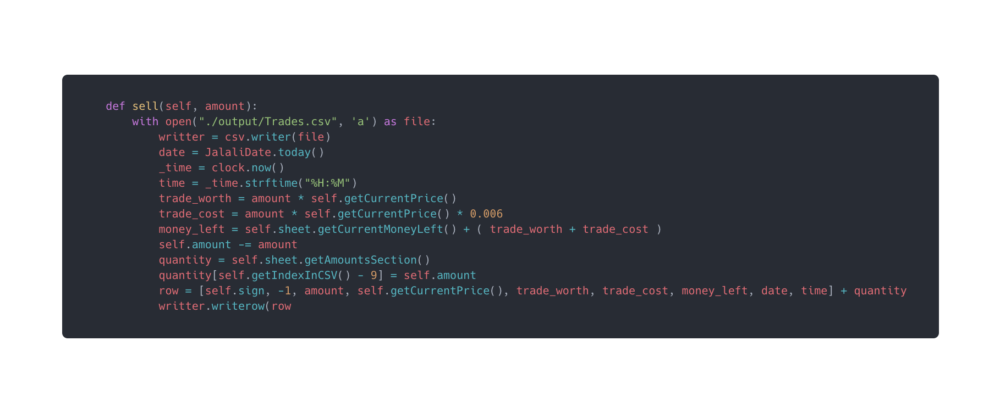 def sell(self, amount):
    with open("./output/Trades.csv", 'a') as file:
        writter = csv.writer(file)
        date = JalaliDate.today()
        _time = clock.now()
        time = _time.strftime("%H:%M")
        trade_worth = amount * self.getCurrentPrice()
        trade_cost = amount * self.getCurrentPrice() * 0.006
        money_left = self.sheet.getCurrentMoneyLeft() + ( trade_worth + trade_cost )
        self.amount -= amount
        quantity = self.sheet.getAmountsSection()
        quantity[self.getIndexInCSV() - 9] = self.amount
        row = [self.sign, -1, amount, self.getCurrentPrice(), trade_worth, trade_cost, money_left, date, time] + quantity
        writter.writerow(row